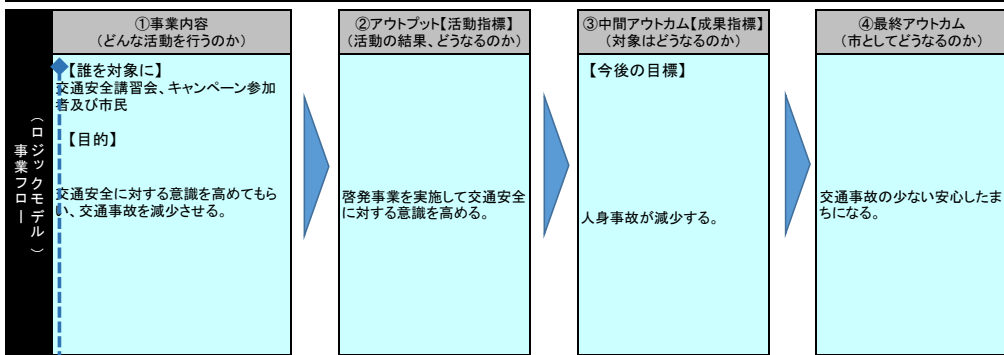 事業フロー
（ロジックモデル）
①事業内容
（どんな活動を行うのか）
【誰を対象に】
交通安全講習会、キャンペーン参加
者及び市民
【目的】
交通安全に対する意識を高めてもら
い、交通事故を減少させる。
②アウトプット【活動指標】
（活動の結果、どうなるのか）
啓発事業を実施して交通安全
に対する意識を高める。
③中間アウトカム【成果指標】
（対象はどうなるのか）
【今後の目標】
人身事故が減少する。
④最終アウトカム
（市としてどうなるのか）
交通事故の少ない安心したま
ちになる。